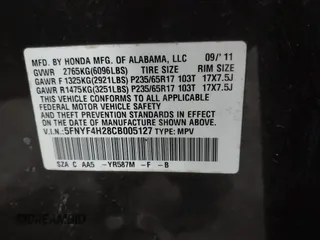 MFD. BY HONDA MFG. OF ALABAMA, LLC 09/'11
GVWR 2765KG(6096LBS) TIRE SIZE RIM SIZE
GAWR F 1325KG(2921LBS) P235/65R17 103T 17X7.5J
GAWR R1475KG(3251LBS) P235/65R17 103T 17X7.5J
THIS VEHICLE CONFORMS TO ALL APPLICABLE
FEDERAL MOTOR VEHICLE SAFETY AND THEFT
PREVENTION STANDARDS IN EFFECT ON THE DATE
OF MANUFACTURE SHOWN ABOVE.
V.I.N.:5FNYF4H28CB005127 TYPE: MPV
SZA C AA5 -YR587M -F -B